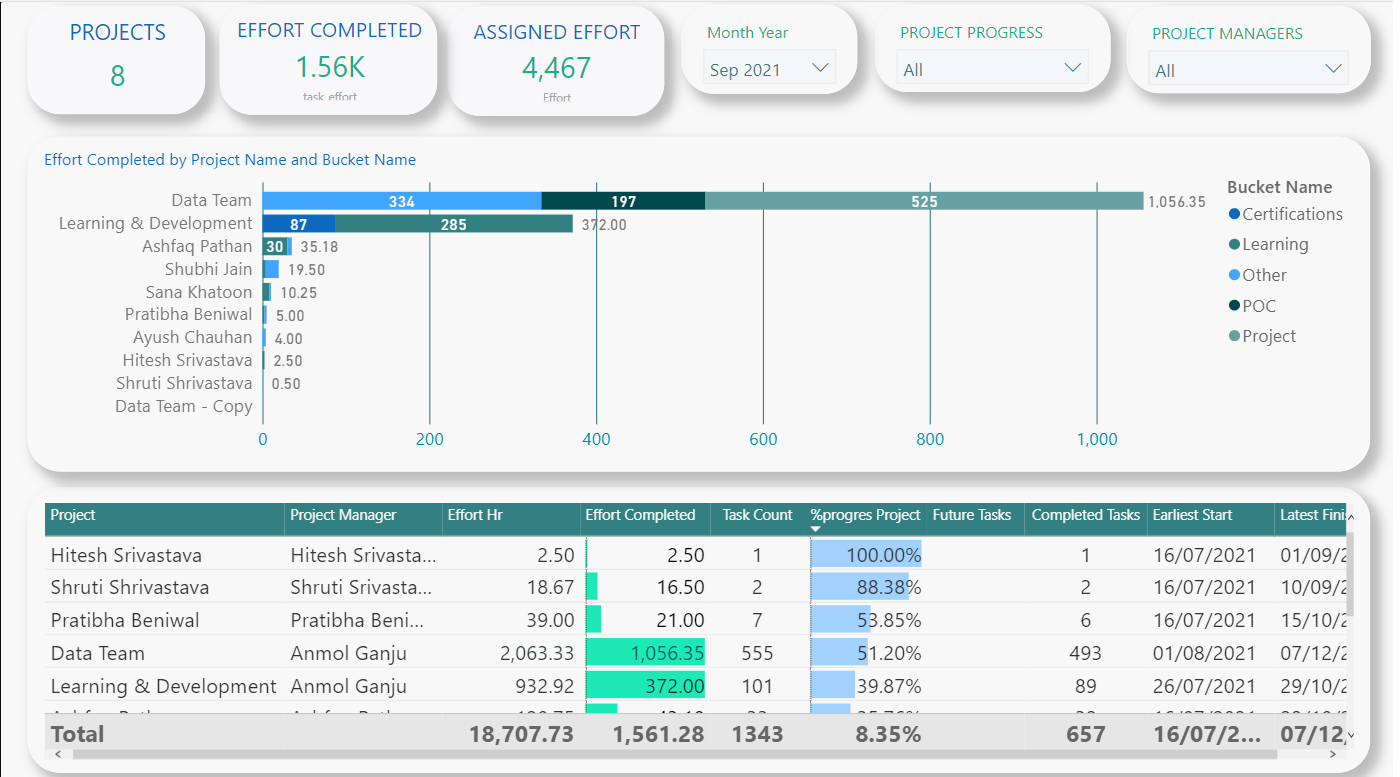 PROJECTS
8
EFFORT COMPLETED
1.56K
task effort
ASSIGNED EFFORT
4,467
Effort
Month Year
Sep 2021
PROJECT PROGRESS
All
PROJECT MANAGERS
All
Effort Completed by Project Name and Bucket Name
Data Team 334 197 525 1,056.35
Learning & Development 87 285 372.00
Ashfaq Pathan 30 35.18
Shubhi Jain 19.50
Sana Khatoon 10.25
Pratibha Beniwal 5.00
Ayush Chauhan 4.00
Hitesh Srivastava 2.50
Shruti Shrivastava 0.50
Data Team - Copy
0 200 400 600 800 1,000
Bucket Name
Certifications
Learning
Other
POC
Project
Project Project Manager Effort Hr Effort Completed Task Count %progres Project Future Tasks Completed Tasks Earliest Start Latest Finis
Hitesh Srivastava Hitesh Srivasta... 2.50 2.50 1 100.00% 1 16/07/2021 01/09/2
Shruti Shrivastava Shruti Srivasta... 18.67 16.50 2 88.38% 2 16/07/2021 10/09/2
Pratibha Beniwal Pratibha Beni... 39.00 21.00 7 53.85% 6 16/07/2021 15/10/2
Data Team Anmol Ganju 2,063.33 1,056.35 555 51.20% 493 01/08/2021 07/12/2
Learning & Development Anmol Ganju 932.92 372.00 101 39.87% 89 26/07/2021 29/10/2
Total 18,707.73 1,561.28 1343 8.35% 657 16/07/2... 07/12/